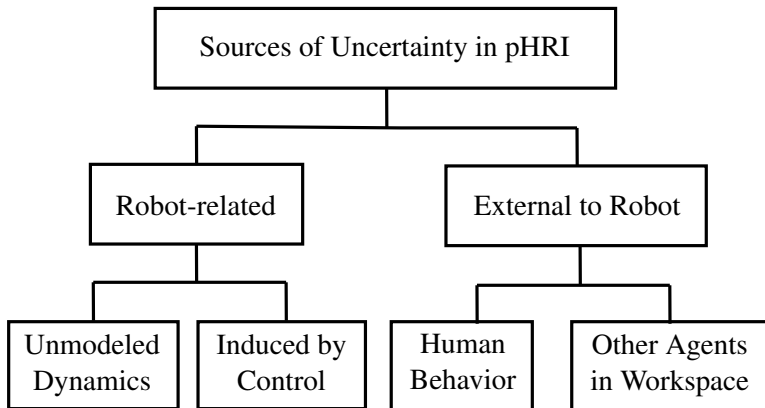 Sources of Uncertainty in pHRI
Robot-related
External to Robot
Unmodeled
Dynamics
Induced by
Control
Human
Behavior
Other Agents
in Workspace